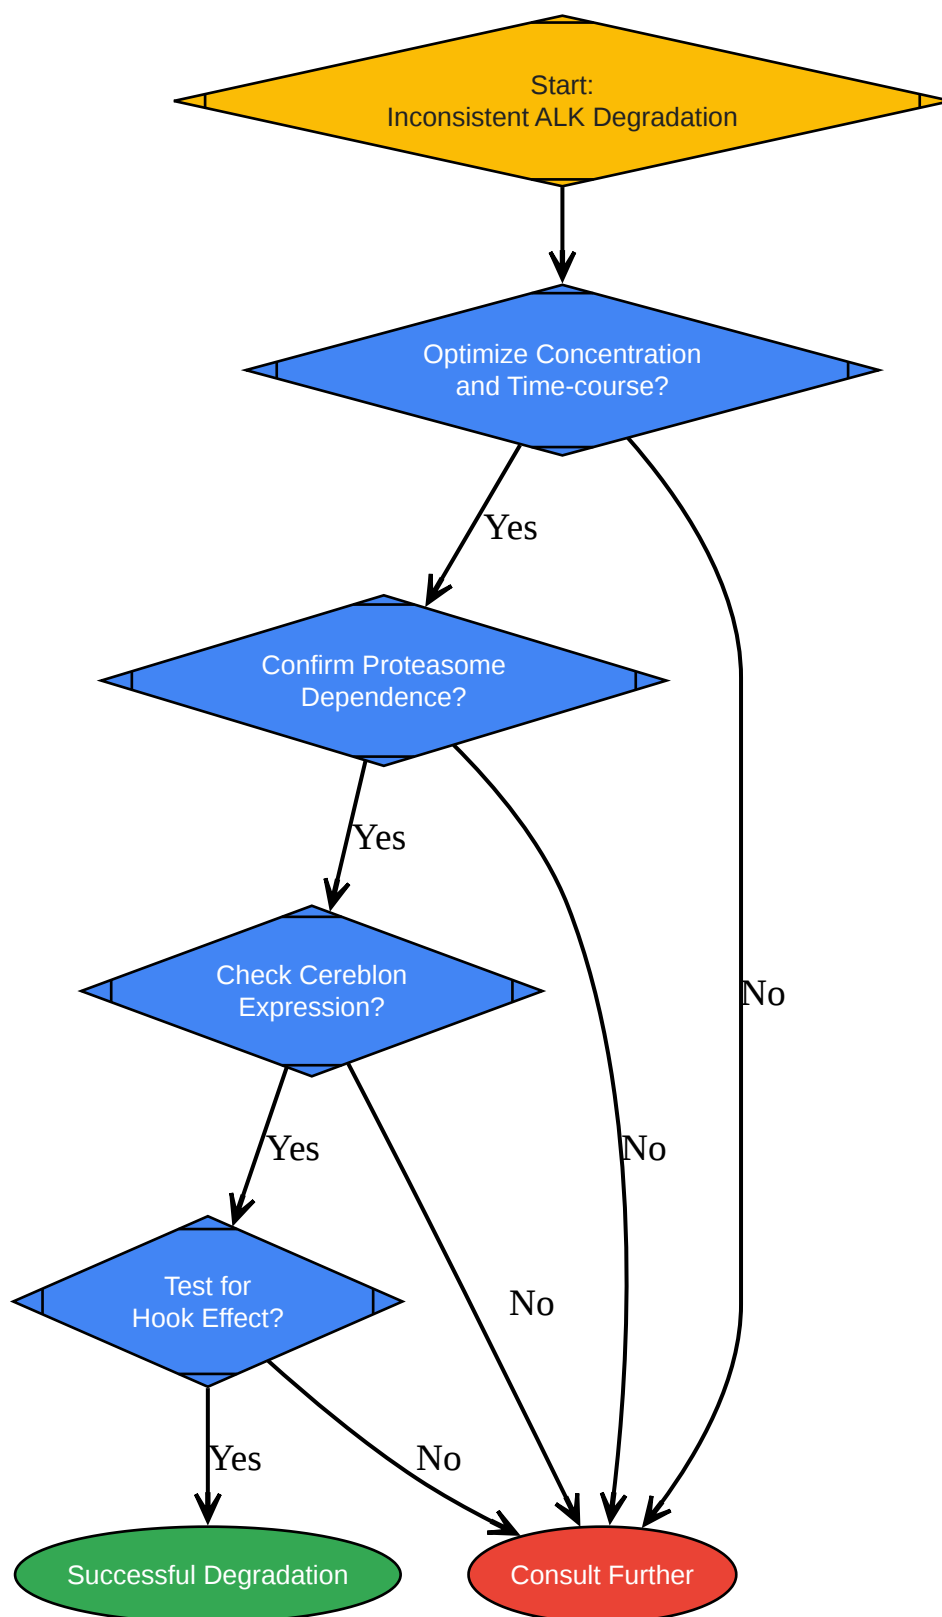 Start:
Inconsistent ALK Degradation
Optimize Concentration
and Time-course?
Yes
Confirm Proteasome
Dependence?
Yes
Check Cereblon
Expression?
No
Yes
No
Test for
Hook Effect?
No
Yes
No
Successful Degradation
Consult Further